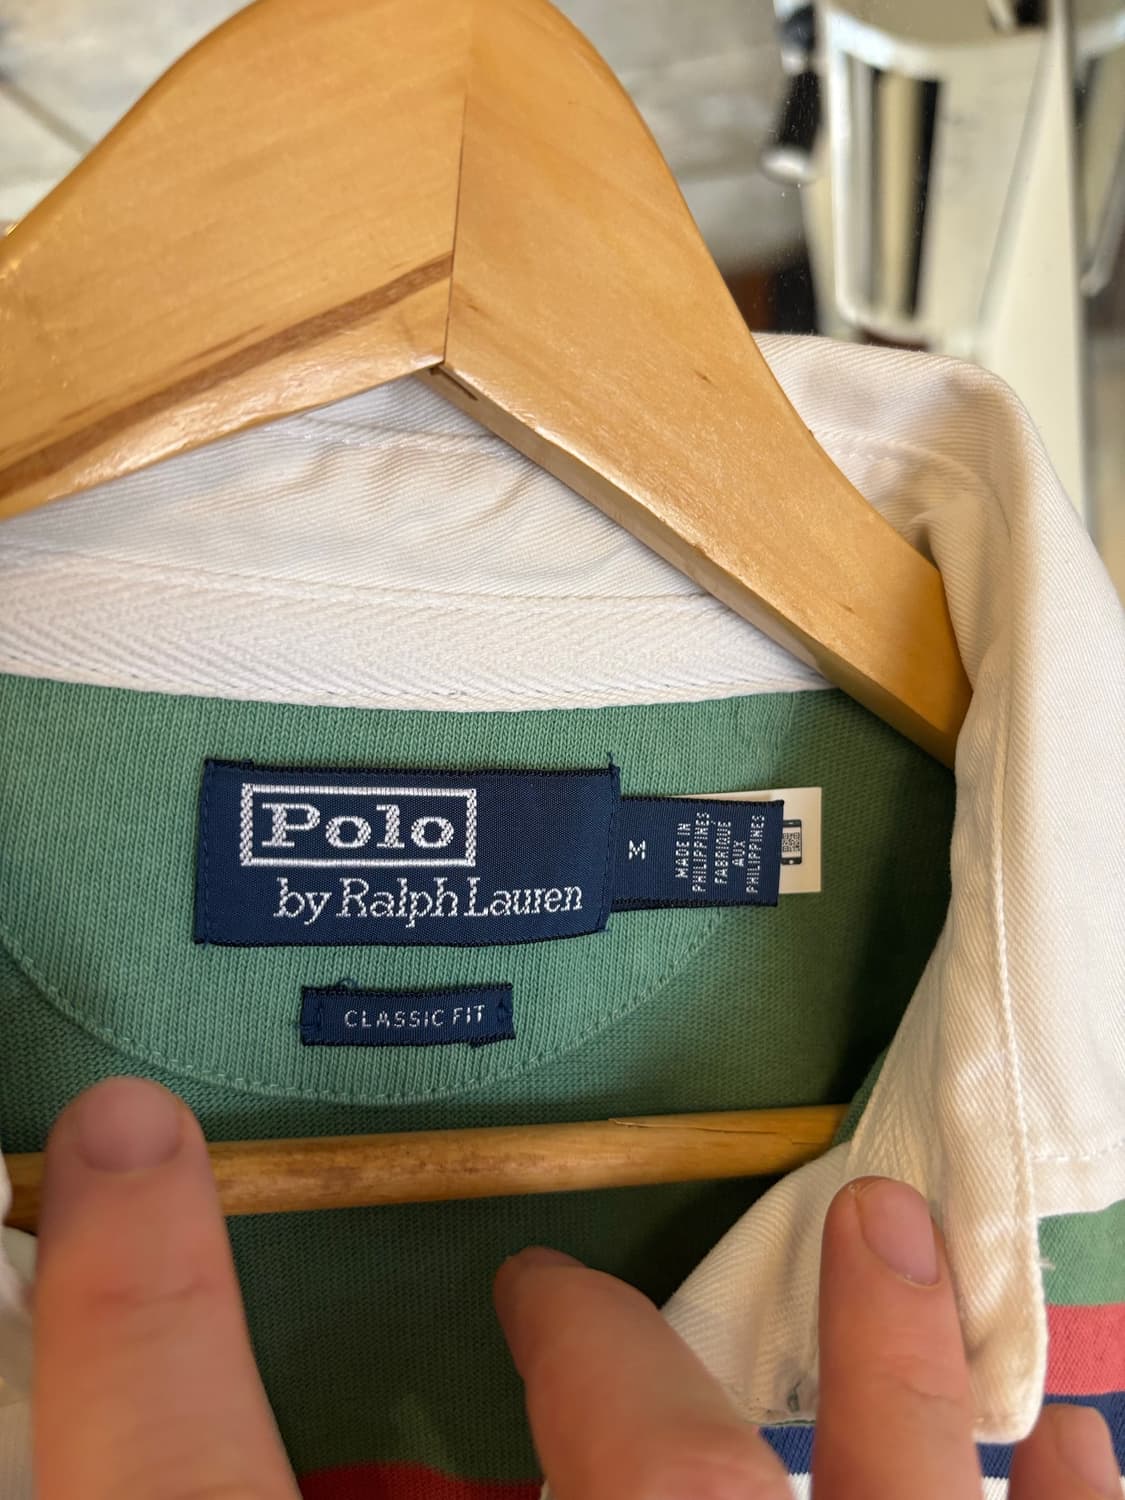 Polo
by Ralph Lauren
M
MADE IN
PHILIPPINES
FABRIQUE
AUX
PHILIPPINES
CLASSIC FIT